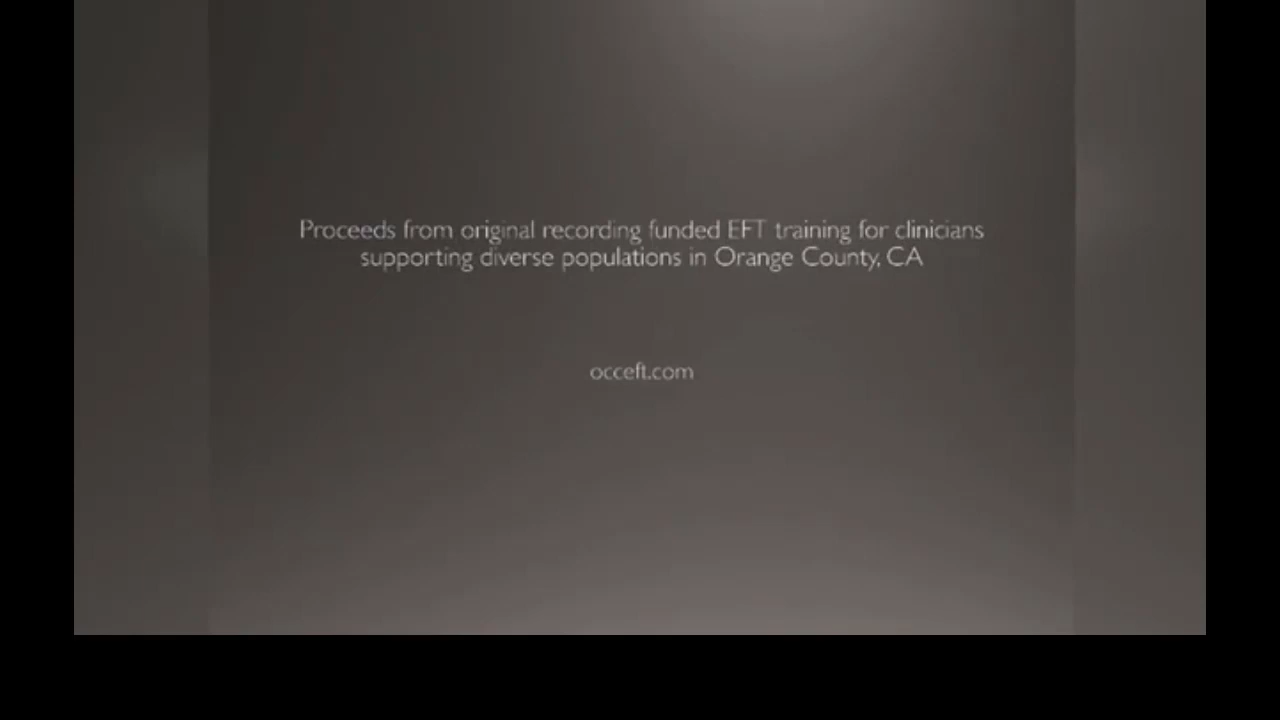 Proceeds from original recording funded EFT training for clinicians
supporting diverse populations in Orange County, CA
occeft.com